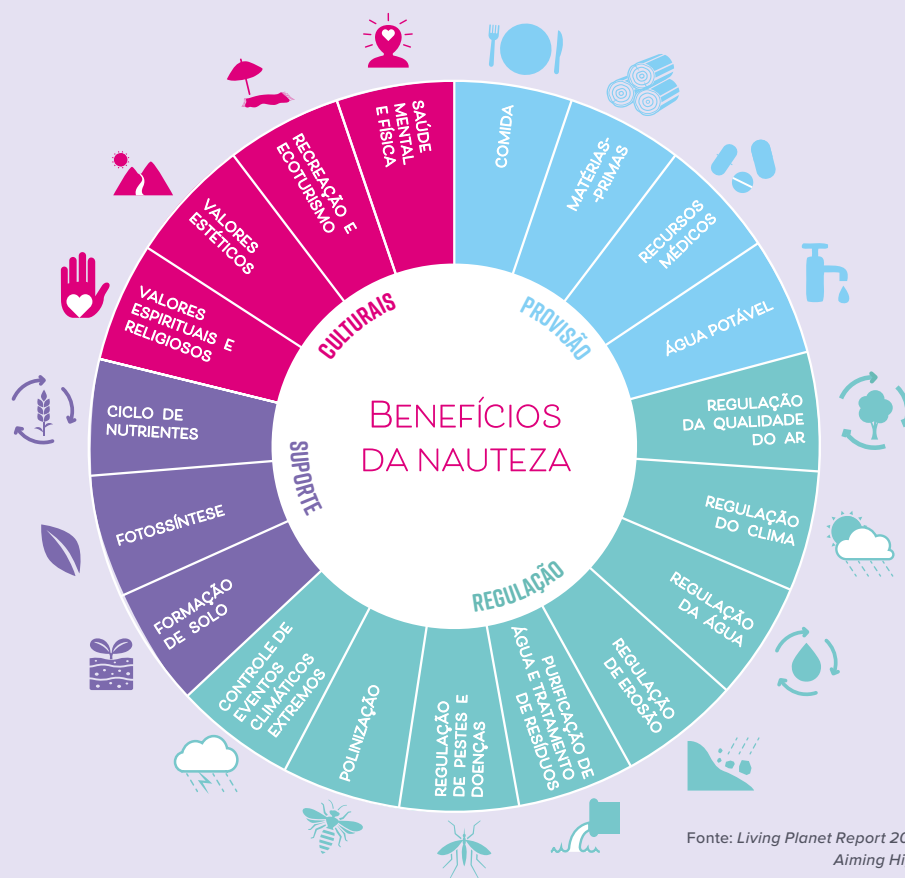 BENEFÍCIOS
DA NAUTEZA
PROVISÃO
COMIDA
MATÉRIAS-
-PRIMAS
RECURSOS
MÉDICOS
ÁGUA POTÁVEL
REGULAÇÃO
REGULAÇÃO
DA QUALIDADE
DO AR
REGULAÇÃO
DO CLIMA
REGULAÇÃO
DA ÁGUA
REGULAÇÃO
DE EROSÃO
PURIFICAÇÃO DE
ÁGUA E TRATAMENTO
DE RESÍDUOS
REGULAÇÃO
DE PESTES E
DOENÇAS
POLINIZAÇÃO
CONTROLE DE
EVENTOS
CLIMÁTICOS
EXTREMOS
SUPORTE
FORMAÇÃO
DE SOLO
FOTOSSÍNTESE
CICLO DE
NUTRIENTES
CULTURAIS
VALORES
ESPIRITUAIS E
RELIGIOSOS
VALORES
ESTÉTICOS
RECREAÇÃO E
ECOTURISMO
SAÚDE
MENTAL
E FÍSICA
Fonte: Living Planet Report 20
Aiming Hi